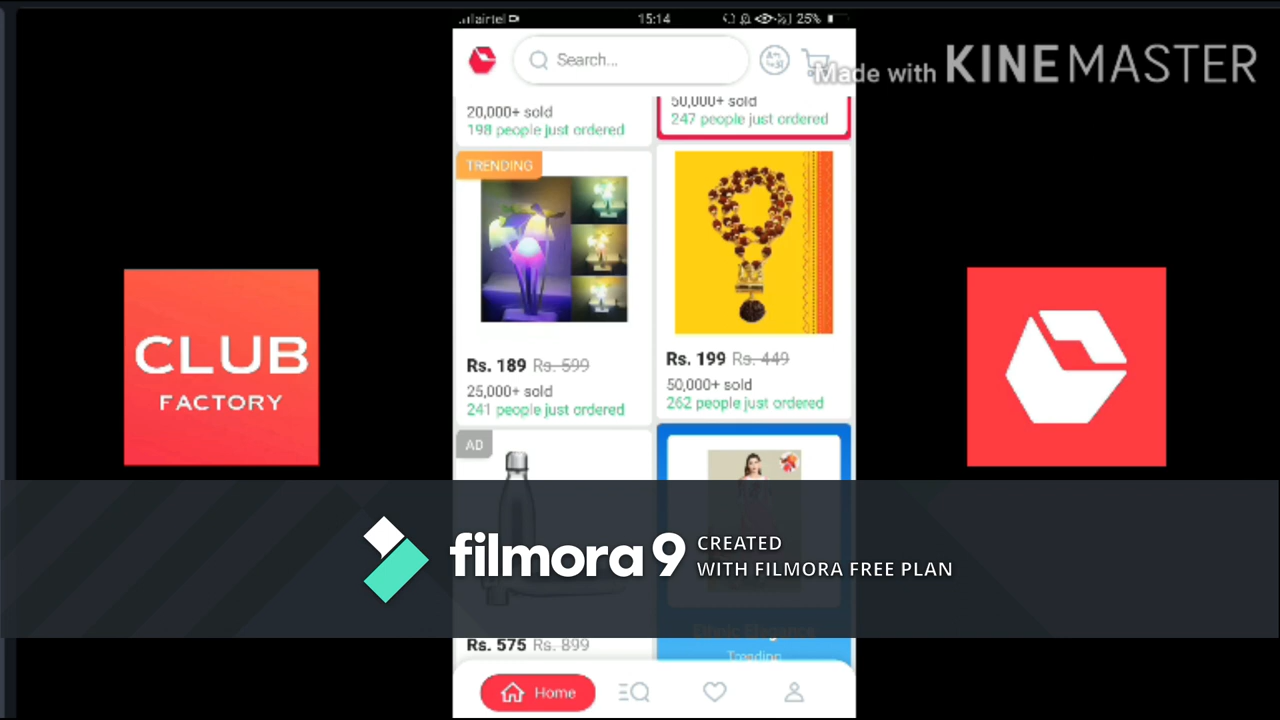 airtel
15:14
25%
Search...
Made with KINEMASTER
20,000+ sold
198 people just ordered
50,000+ sold
247 people just ordered
TRENDING
Rs. 189 Rs. 599
25,000+ sold
241 people just ordered
Rs. 199 Rs. 449
50,000+ sold
262 people just ordered
CLUB
FACTORY
AD
filmora9
CREATED
WITH FILMORA FREE PLAN
Rs. 575 Rs. 899
Trending
Home